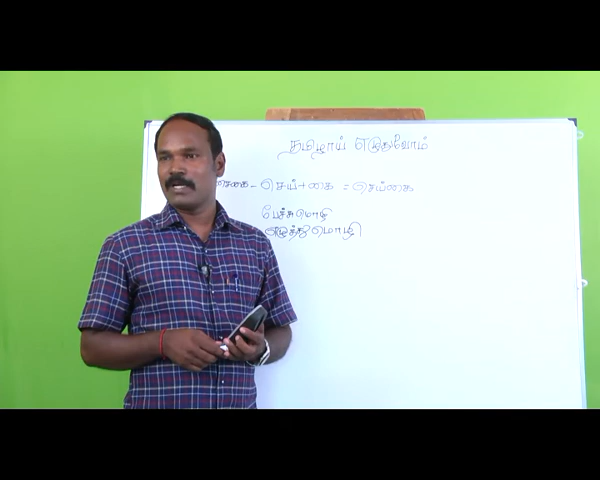 தமிழாய் எழுதுவோம்
சைகை - செய் + கை = செய்கை
பேச்சு மொழி
எழுத்து மொழி